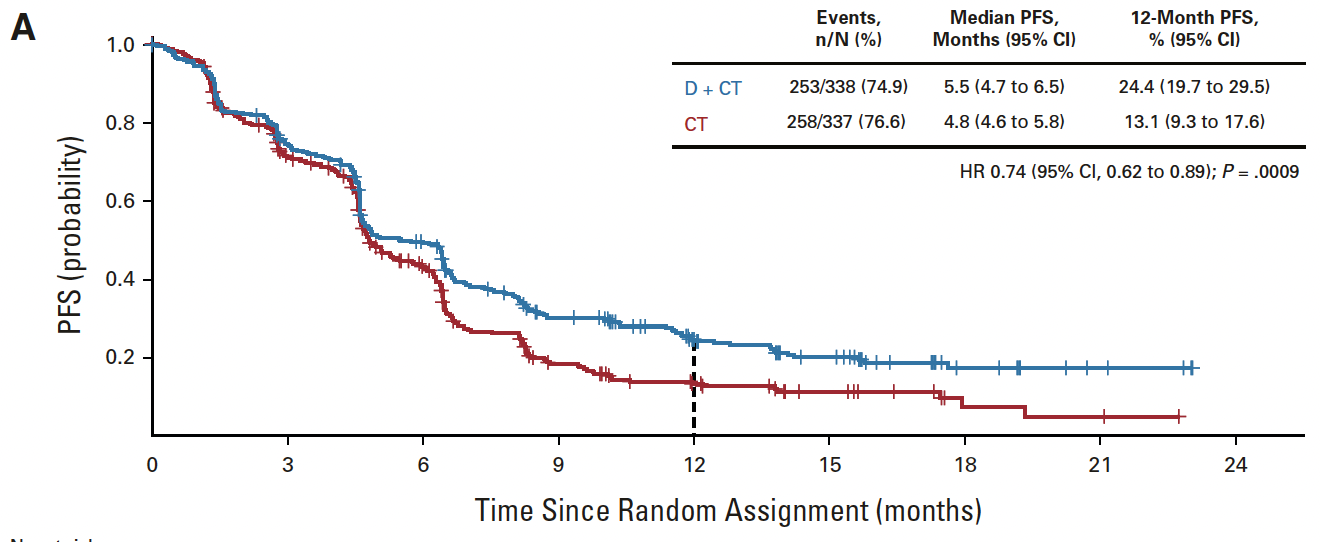 A
Events, n/N (%)
Median PFS, Months (95% CI)
12-Month PFS, % (95% CI)
D + CT 253/338 (74.9) 5.5 (4.7 to 6.5) 24.4 (19.7 to 29.5)
CT 258/337 (76.6) 4.8 (4.6 to 5.8) 13.1 (9.3 to 17.6)
HR 0.74 (95% CI, 0.62 to 0.89); P = .0009
PFS (probability)
1.0
0.8
0.6
0.4
0.2
0 3 6 9 12 15 18 21 24
Time Since Random Assignment (months)